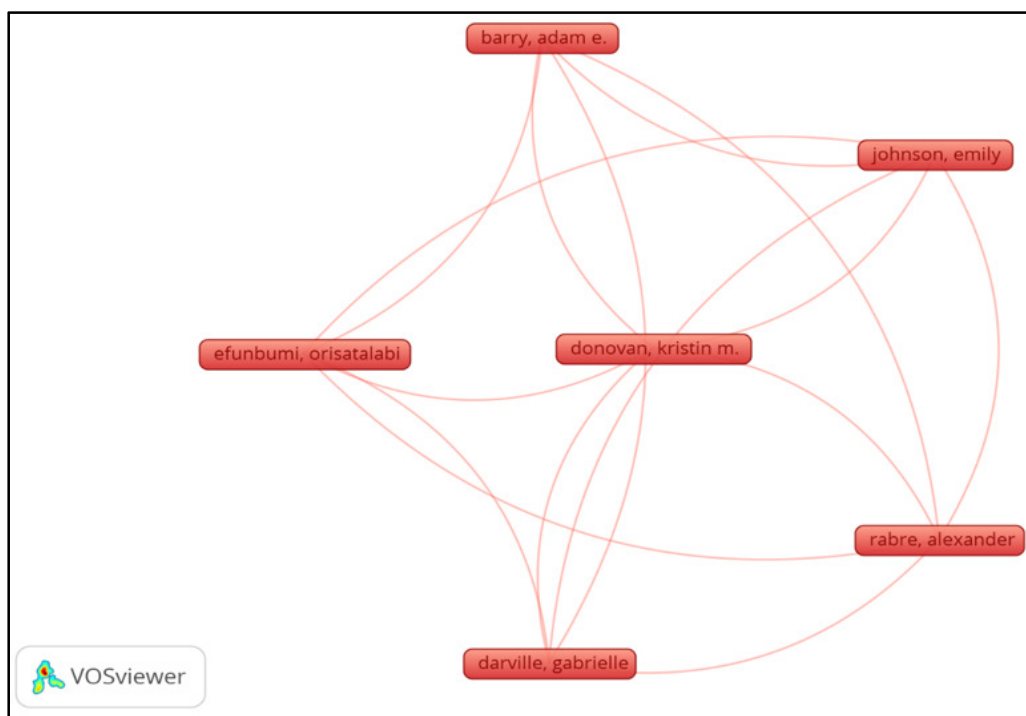 barry, adam e.
johnson, emily
efunbumi, orisatalabi
donovan, kristin m.
rabre, alexander
darville, gabrielle
VOSviewer